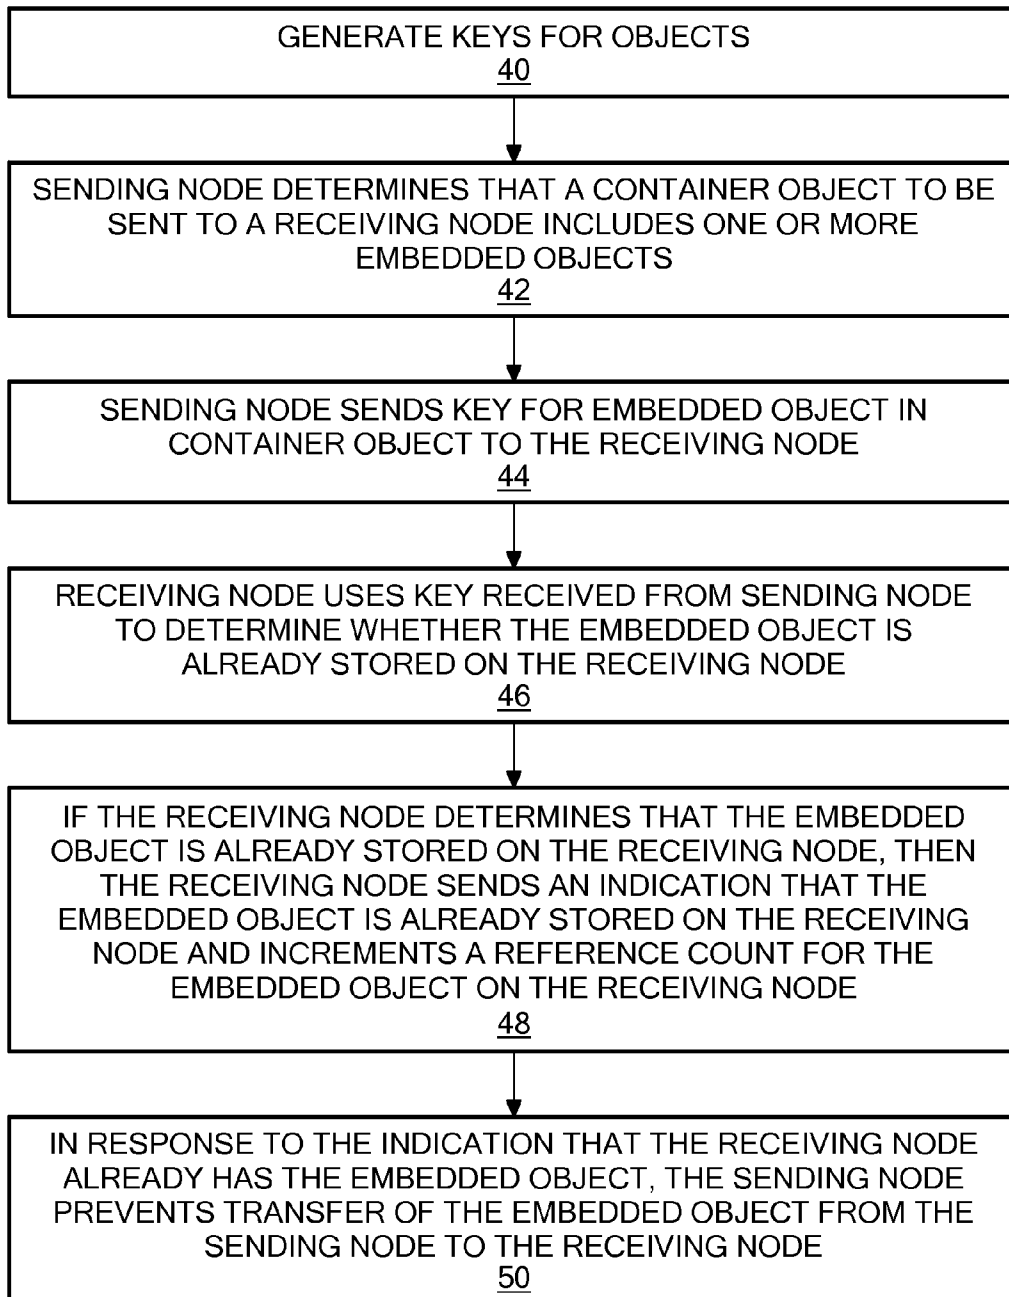 GENERATE KEYS FOR OBJECTS
40
SENDING NODE DETERMINES THAT A CONTAINER OBJECT TO BE
SENT TO A RECEIVING NODE INCLUDES ONE OR MORE
EMBEDDED OBJECTS
42
SENDING NODE SENDS KEY FOR EMBEDDED OBJECT IN
CONTAINER OBJECT TO THE RECEIVING NODE
44
RECEIVING NODE USES KEY RECEIVED FROM SENDING NODE
TO DETERMINE WHETHER THE EMBEDDED OBJECT IS
ALREADY STORED ON THE RECEIVING NODE
46
IF THE RECEIVING NODE DETERMINES THAT THE EMBEDDED
OBJECT IS ALREADY STORED ON THE RECEIVING NODE, THEN
THE RECEIVING NODE SENDS AN INDICATION THAT THE
EMBEDDED OBJECT IS ALREADY STORED ON THE RECEIVING
NODE AND INCREMENTS A REFERENCE COUNT FOR THE
EMBEDDED OBJECT ON THE RECEIVING NODE
48
IN RESPONSE TO THE INDICATION THAT THE RECEIVING NODE
ALREADY HAS THE EMBEDDED OBJECT, THE SENDING NODE
PREVENTS TRANSFER OF THE EMBEDDED OBJECT FROM THE
SENDING NODE TO THE RECEIVING NODE
50